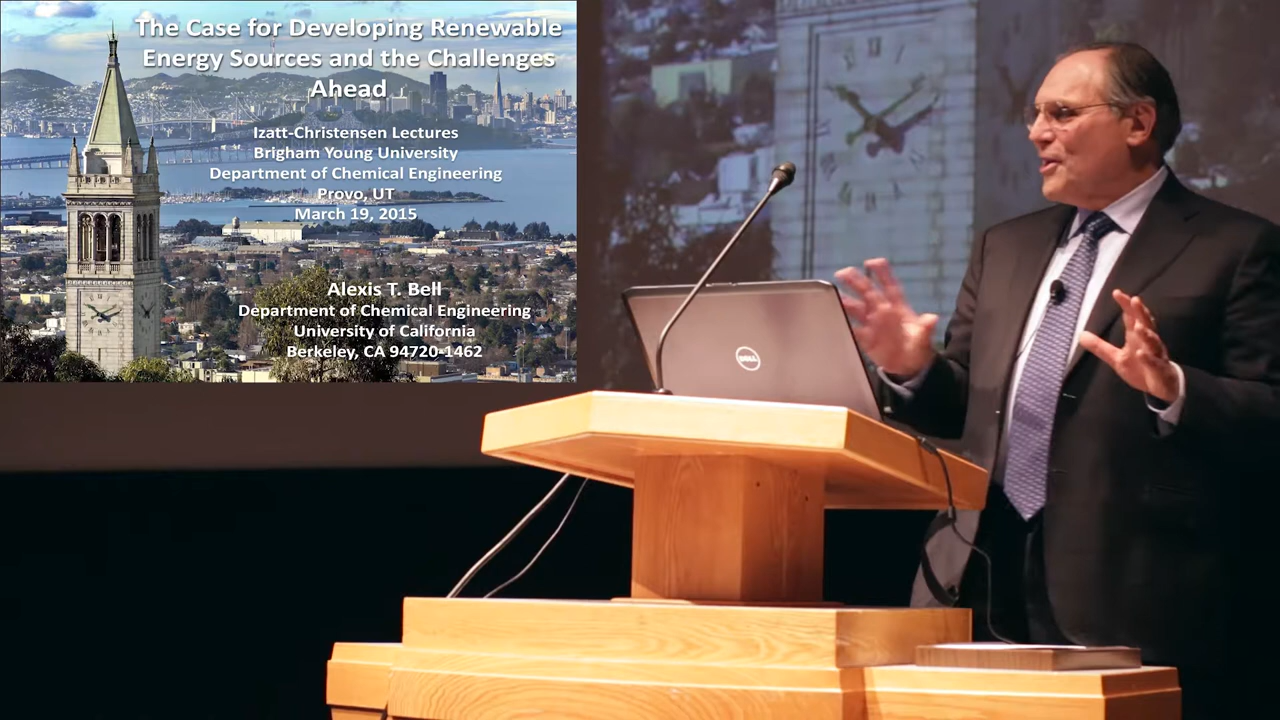 The Case for Developing Renewable
Energy Sources and the Challenges
Ahead
Izatt-Christensen Lectures
Brigham Young University
Department of Chemical Engineering
Provo, UT
March 19, 2015
Alexis T. Bell
Department of Chemical Engineering
University of California
Berkeley, CA 94720-1462
DELL